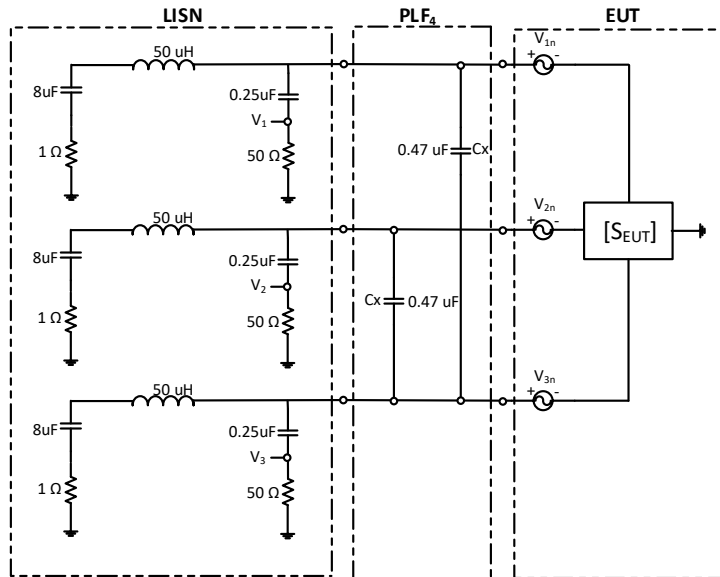 LISN
PLF₄
EUT
50 uH
V₁ₙ
+ -
8uF
0.25uF
V₁
0.47 uF Cx
1 Ω
50 Ω
50 uH
V₂ₙ
+ -
[S_EUT]
8uF
0.25uF
V₂
Cx 0.47 uF
1 Ω
50 Ω
50 uH
V₃ₙ
+ -
8uF
0.25uF
V₃
1 Ω
50 Ω